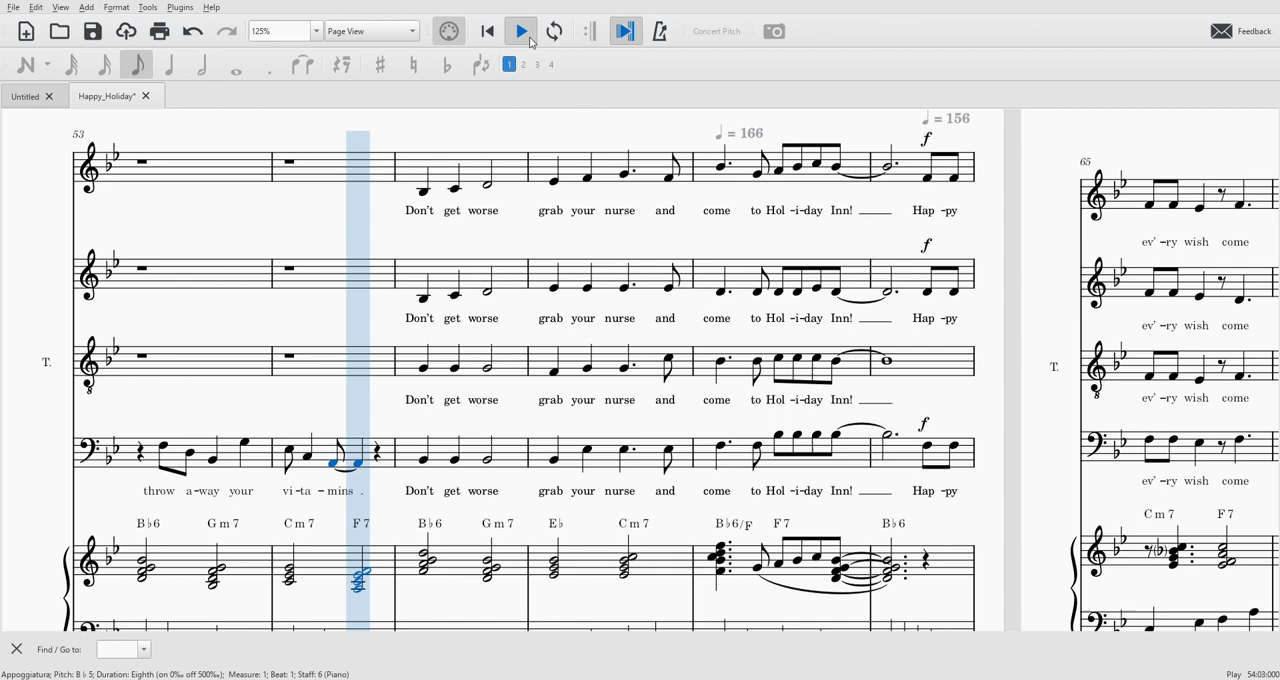 File Edit View Add Format Tools Plugins Help
125% Page View Concert Pitch Feedback
1 2 3 4
Untitled Happy_Holiday*
53 = 166 = 156
f
65
Don't get worse grab your nurse and come to Hol -i-day Inn! Hap -py
ev' -ry wish come
f
Don't get worse grab your nurse and come to Hol -i-day Inn! Hap -py
ev' -ry wish come
T. T.
Don't get worse grab your nurse and come to Hol -i-day Inn!
ev' -ry wish come
f
throw a-way your vi-ta -mins . Don't get worse grab your nurse and come to Hol -i-day Inn! Hap -py
ev' -ry wish come
B♭6 Gm7 Cm7 F7 B♭6 Gm7 E♭ Cm7 B♭6/F F7 B♭6
Cm7 F7
(♭)
Find / Go to:
Appoggiatura; Pitch: B♭5; Duration: Eighth (on 0‰ off 500‰); Measure: 1; Beat: 1; Staff: 6 (Piano) Play 54:03:000